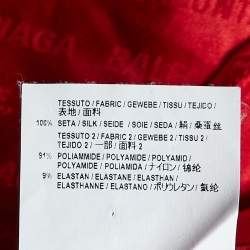 TESSUTO / FABRIC / GEWEBE / TISSU / TEJIDO /
表地 / 面料
100% SETA / SILK / SEIDE / SOIE / SEDA / 絹 / 桑蚕丝
TESSUTO 2 / FABRIC 2 / GEWEBE 2 / TISSU 2 /
TEJIDO 2 / 一部 / 面料 2
91% POLIAMMIDE / POLYAMIDE / POLYAMID /
POLYAMIDE / POLIAMIDA / ナイロン / 锦纶
9% ELASTAN / ELASTANE / ELASTHAN /
ELASTHANNE / ELASTANO / ポリウレタン / 氨纶